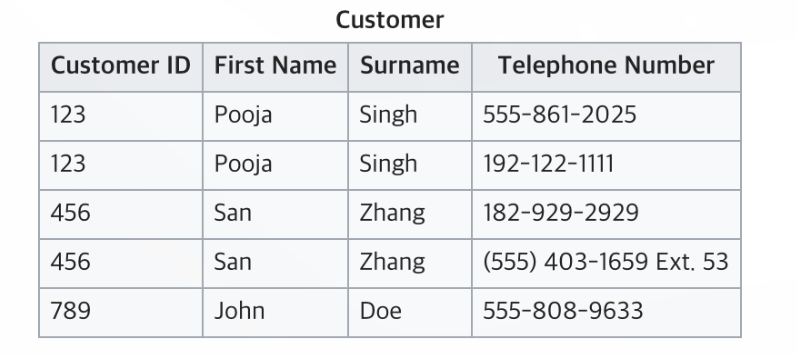 Customer
Customer ID First Name Surname Telephone Number
123 Pooja Singh 555-861-2025
123 Pooja Singh 192-122-1111
456 San Zhang 182-929-2929
456 San Zhang (555) 403-1659 Ext. 53
789 John Doe 555-808-9633